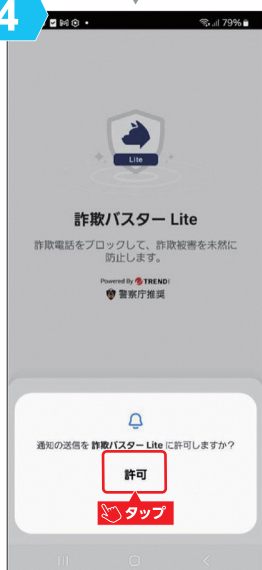 4
79%
Lite
詐欺バスター Lite
詐欺電話をブロックして、詐欺被害を未然に
防止します。
Powered By TREND
警察庁推奨
通知の送信を 詐欺バスター Lite に許可しますか?
許可
タップ